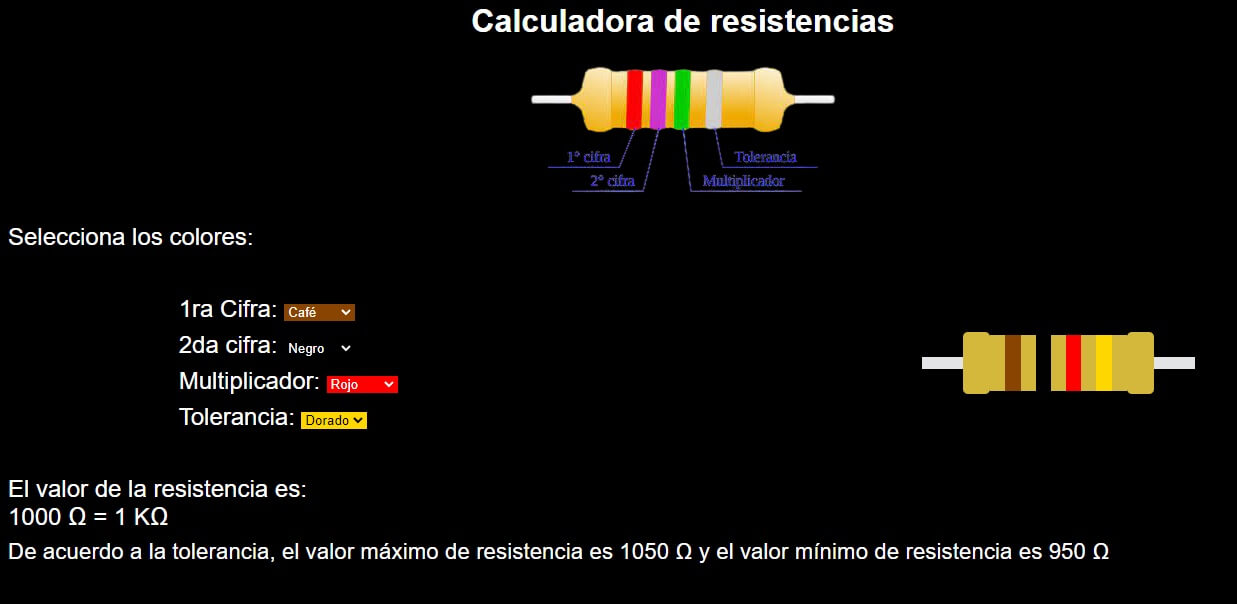 Calculadora de resistencias
1° cifra
Tolerancia
2° cifra
Multiplicador
Selecciona los colores:
1ra Cifra: Café
2da cifra: Negro
Multiplicador: Rojo
Tolerancia: Dorado
El valor de la resistencia es:
1000 Ω = 1 KΩ
De acuerdo a la tolerancia, el valor máximo de resistencia es 1050 Ω y el valor mínimo de resistencia es 950 Ω